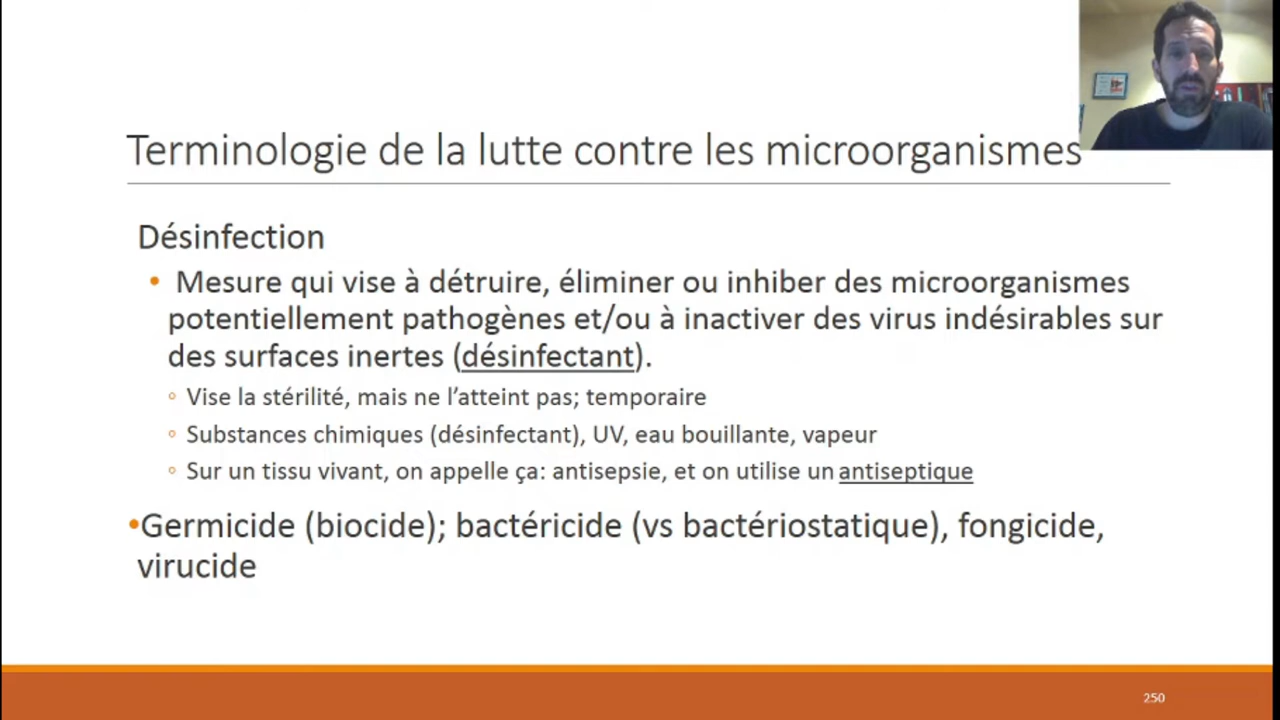 Terminologie de la lutte contre les microorganismes
Désinfection
• Mesure qui vise à détruire, éliminer ou inhiber des microorganismes
potentiellement pathogènes et/ou à inactiver des virus indésirables sur
des surfaces inertes (désinfectant).
◦ Vise la stérilité, mais ne l’atteint pas; temporaire
◦ Substances chimiques (désinfectant), UV, eau bouillante, vapeur
◦ Sur un tissu vivant, on appelle ça: antisepsie, et on utilise un antiseptique
•Germicide (biocide); bactéricide (vs bactériostatique), fongicide,
virucide
250